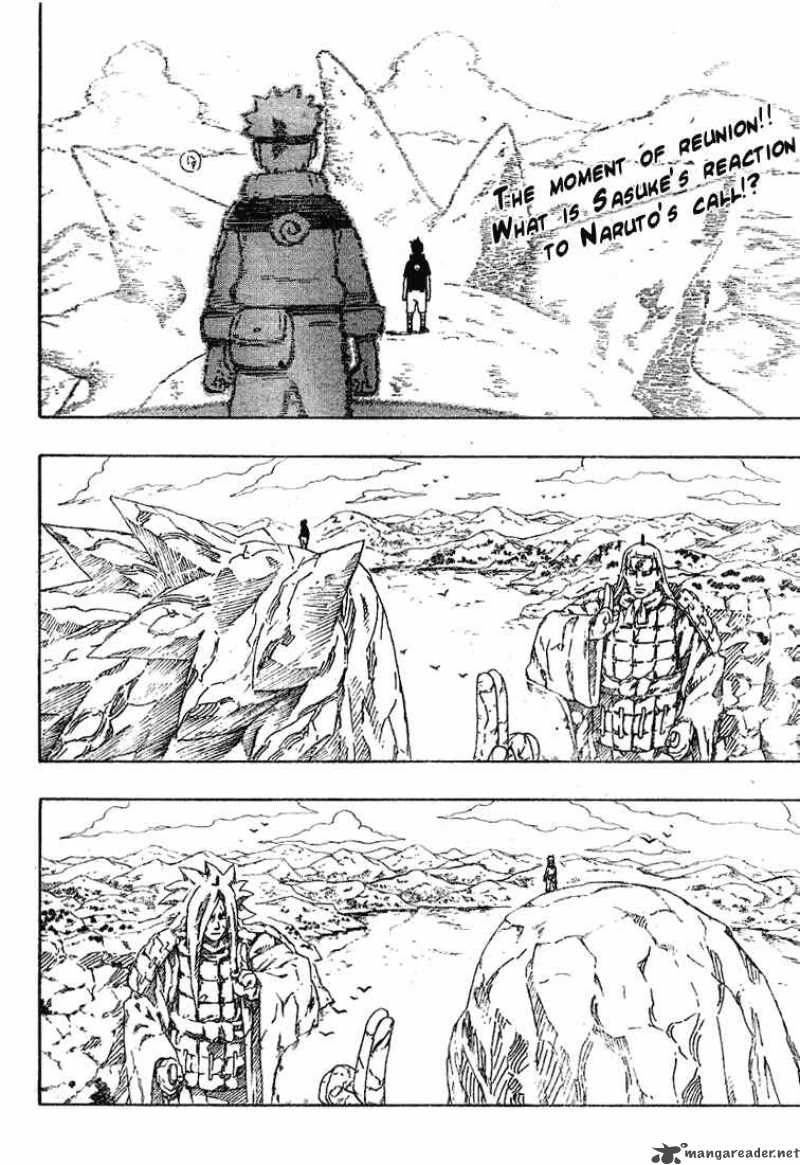 THE MOMENT OF REUNION!!
WHAT IS SASUKE'S REACTION
TO NARUTO'S CALL!?
mangareader.net